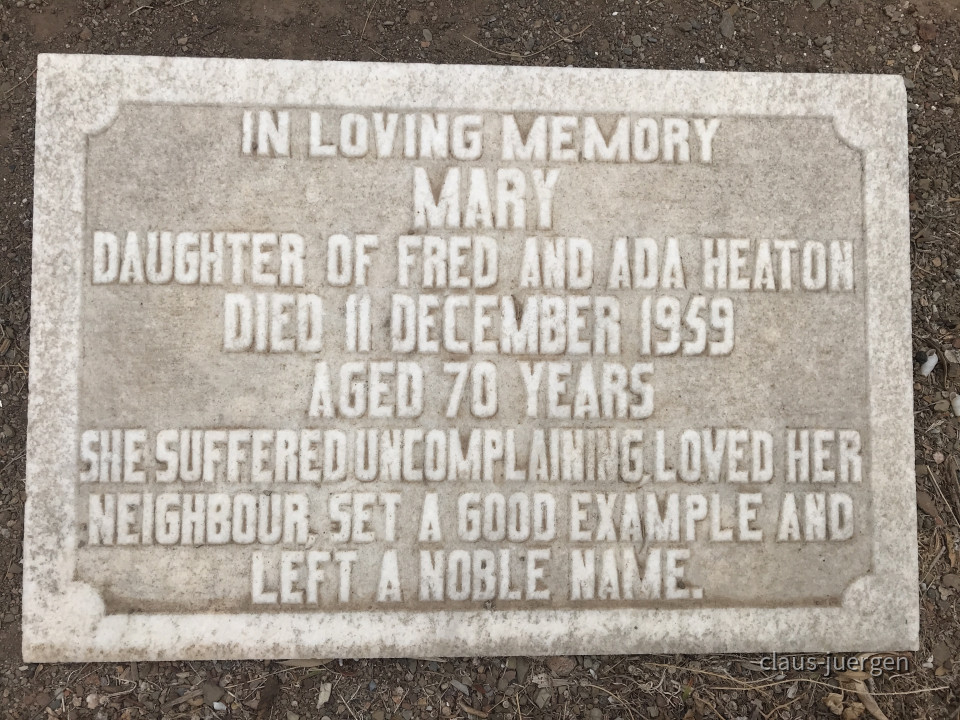 IN LOVING MEMORY
MARY
DAUGHTER OF FRED AND ADA HEATON
DIED 11 DECEMBER 1959
AGED 70 YEARS
SHE SUFFERED UNCOMPLAINING, LOVED HER
NEIGHBOUR, SET A GOOD EXAMPLE AND
LEFT A NOBLE NAME.
claus-juergen